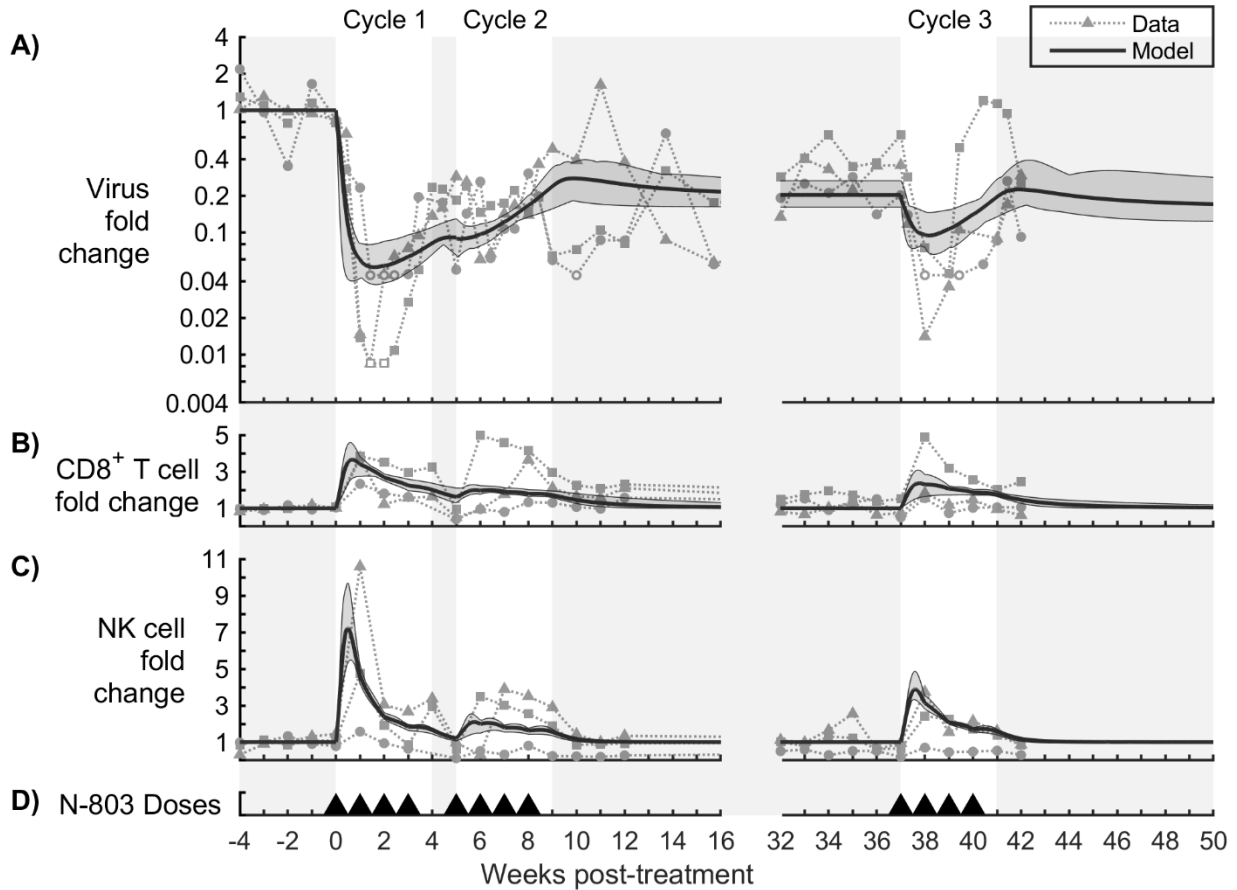 Cycle 1 Cycle 2 Cycle 3
Data
Model
A)
Virus
fold
change
4
2
1
0.4
0.2
0.1
0.04
0.02
0.01
0.004
B)
CD8+ T cell
fold change
5
3
1
C)
NK cell
fold
change
11
9
7
5
3
1
D) N-803 Doses
-4 -2 0 2 4 6 8 10 12 14 16 32 34 36 38 40 42 44 46 48 50
Weeks post-treatment